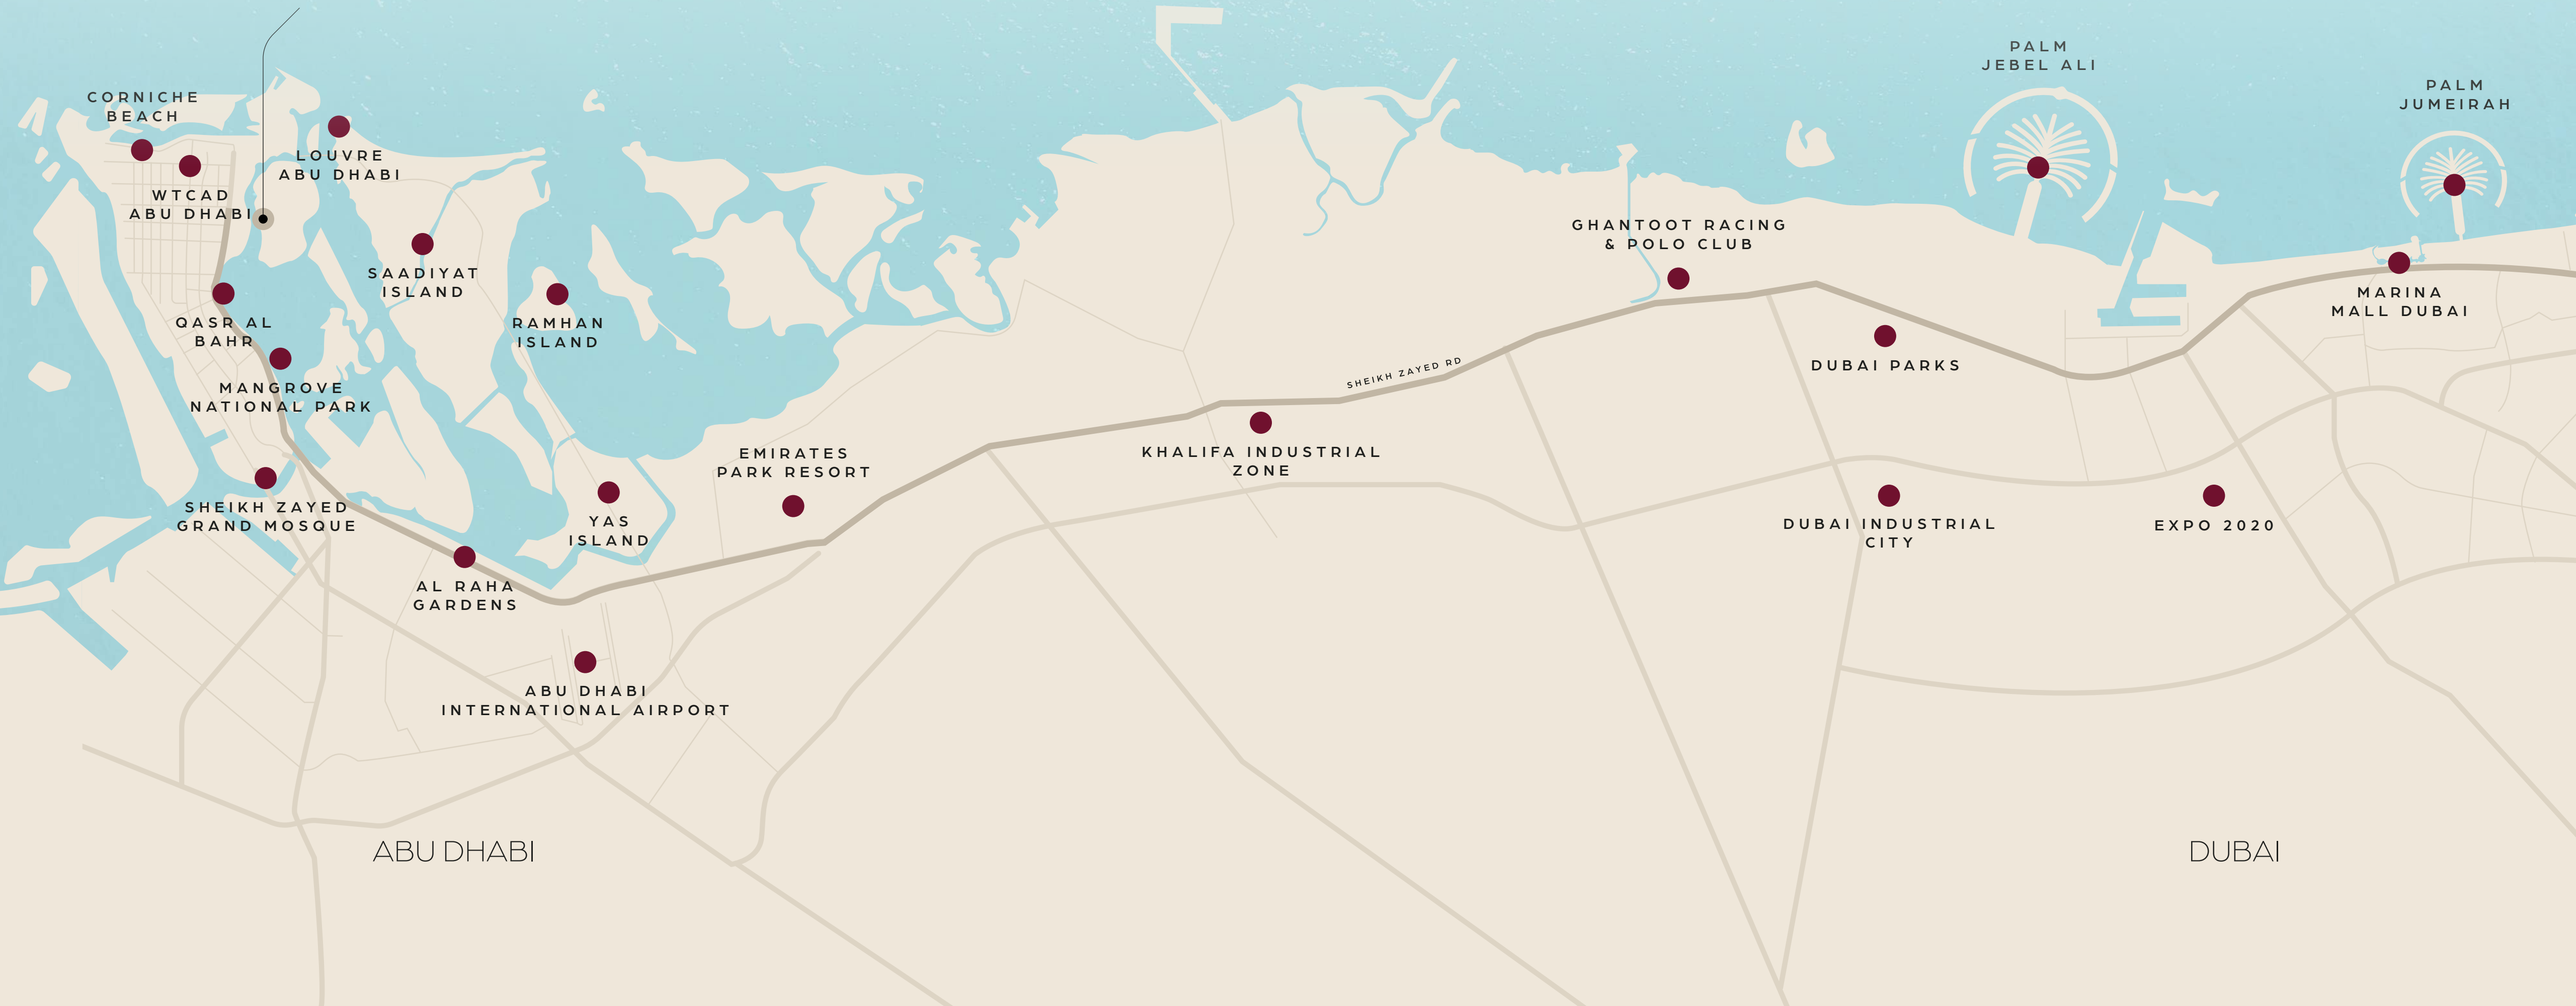 PALM
JEBEL ALI
PALM
JUMEIRAH
CORNICHE
BEACH
LOUVRE
ABU DHABI
WTCAD
ABU DHABI
SAADIYAT
ISLAND
QASR AL
BAHR
RAMHAN
ISLAND
MANGROVE
NATIONAL PARK
GHANTOOT RACING
& POLO CLUB
MARINA
MALL DUBAI
DUBAI PARKS
SHEIKH ZAYED RD
EMIRATES
PARK RESORT
KHALIFA INDUSTRIAL
ZONE
SHEIKH ZAYED
GRAND MOSQUE
YAS
ISLAND
DUBAI INDUSTRIAL
CITY
EXPO 2020
AL RAHA
GARDENS
ABU DHABI
INTERNATIONAL AIRPORT
ABU DHABI
DUBAI